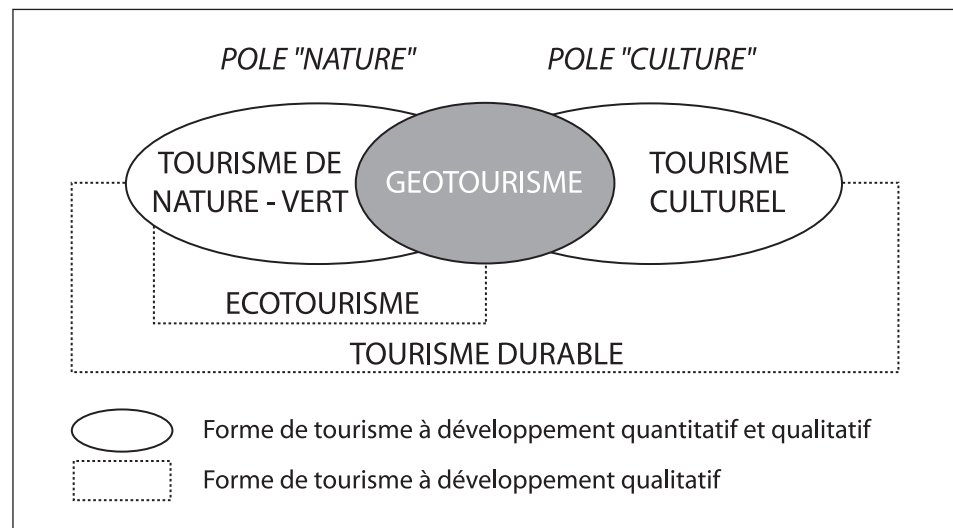 POLE "NATURE"
POLE "CULTURE"
TOURISME DE
NATURE - VERT
GEOTOURISME
TOURISME
CULTUREL
ECOTOURISME
TOURISME DURABLE
Forme de tourisme à développement quantitatif et qualitatif
Forme de tourisme à développement qualitatif